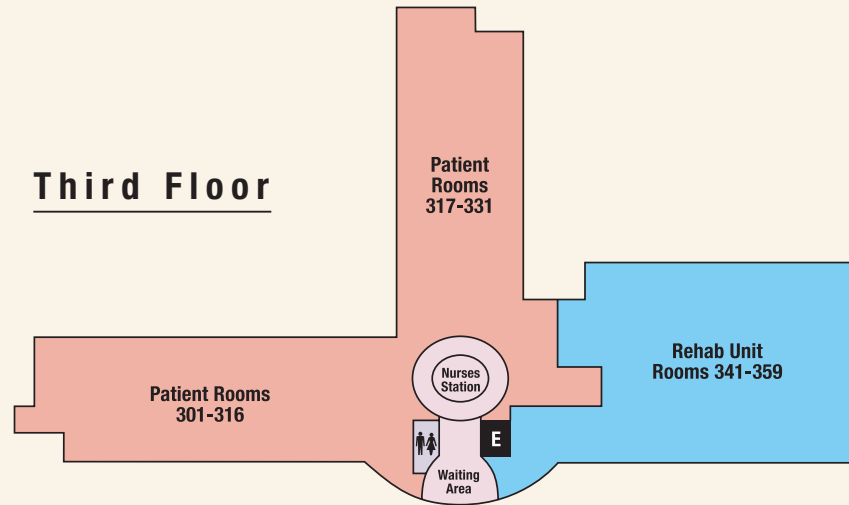 Third Floor
Patient
Rooms
317-331
Rehab Unit
Rooms 341-359
Nurses
Station
Patient Rooms
301-316
E
Waiting
Area